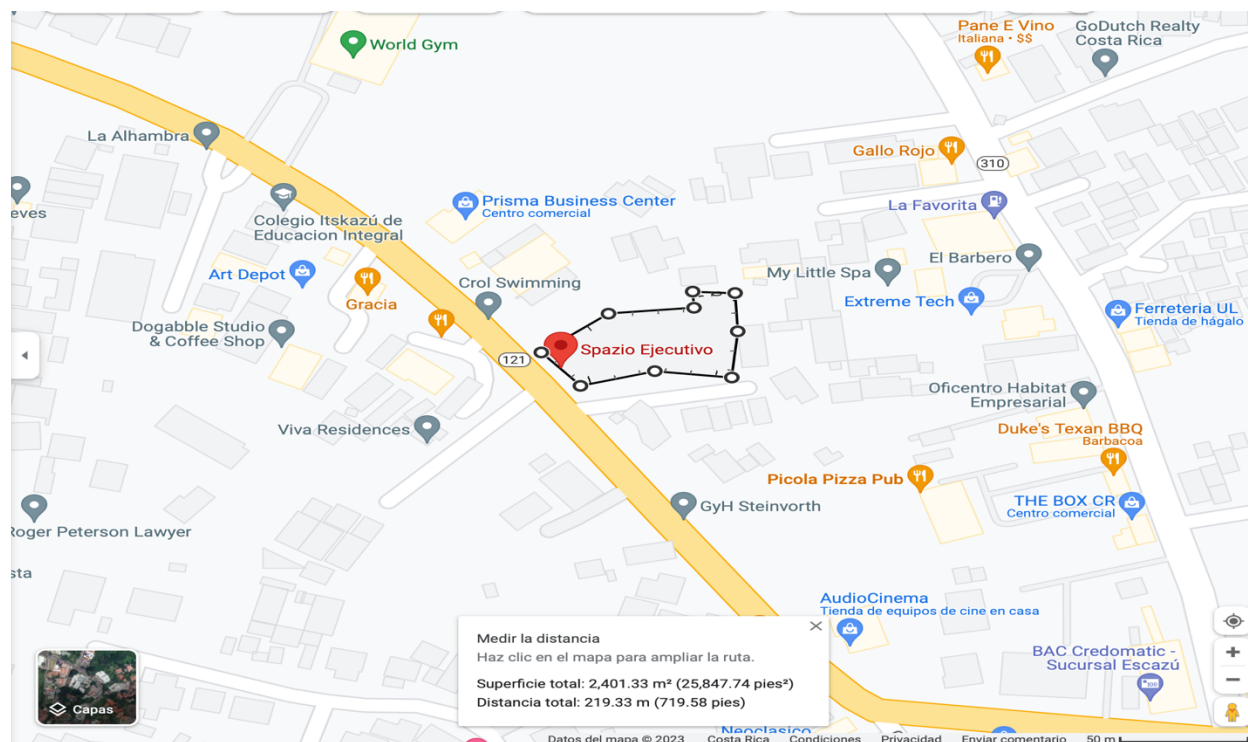 World Gym
Pane E Vino
Italiana • $$
GoDutch Realty
Costa Rica
La Alhambra
Gallo Rojo
310
eves
Colegio Itskazú de
Educacion Integral
Prisma Business Center
Centro comercial
La Favorita
Art Depot
Gracia
Crol Swimming
My Little Spa
El Barbero
Extreme Tech
Ferreteria UL
Tienda de hágalo
Dogabble Studio
& Coffee Shop
121
Spazio Ejecutivo
Oficentro Habitat
Empresarial
Viva Residences
Duke's Texan BBQ
Barbacoa
Picola Pizza Pub
GyH Steinvorth
THE BOX CR
Centro comercial
Roger Peterson Lawyer
sta
AudioCinema
Tienda de equipos de cine en casa
Medir la distancia
Haz clic en el mapa para ampliar la ruta.
Superficie total: 2,401.33 m² (25,847.74 pies²)
Distancia total: 219.33 m (719.58 pies)
BAC Credomatic -
Sucursal Escazú
Capas
Neoclasico
Datos del mapa © 2023 Costa Rica Condiciones Privacidad Enviar comentario 50 m